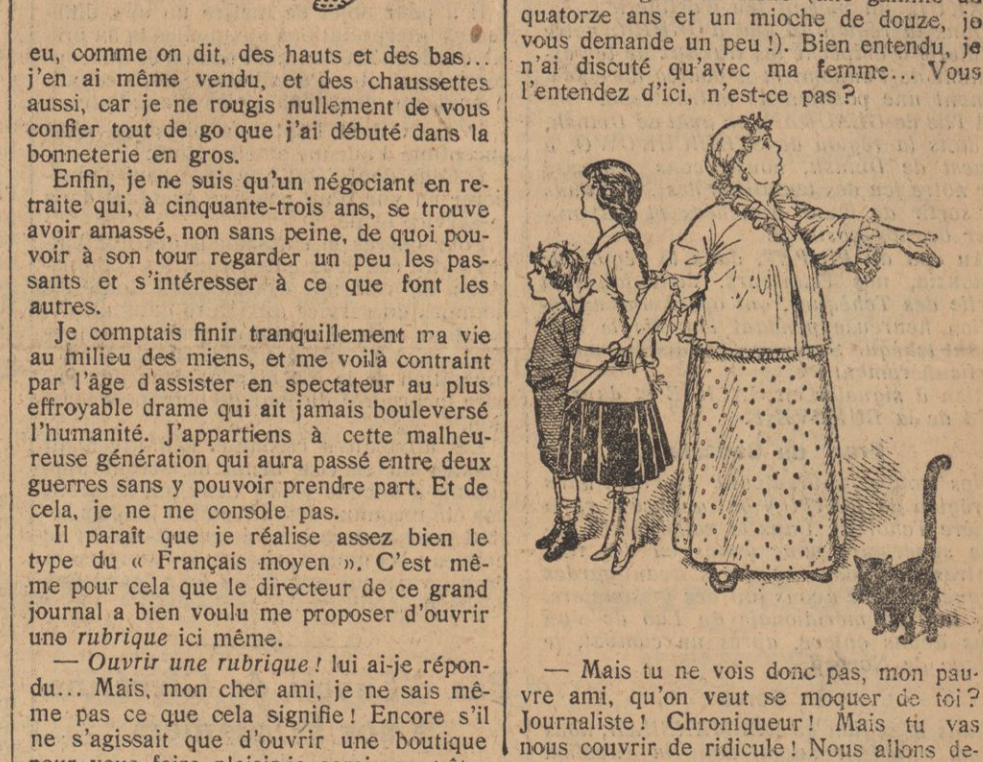 eu, comme on dit, des hauts et des bas...
j'en ai même vendu, et des chaussettes
aussi, car je ne rougis nullement de vous
confier tout de go que j'ai débuté dans la
bonneterie en gros.
Enfin, je ne suis qu'un négociant en re-
traite qui, à cinquante-trois ans, se trouve
avoir amassé, non sans peine, de quoi pou-
voir à son tour regarder un peu les pas-
sants et s'intéresser à ce que font les
autres.
Je comptais finir tranquillement ma vie
au milieu des miens, et me voilà contraint
par l'âge d'assister en spectateur au plus
effroyable drame qui ait jamais bouleversé
l'humanité. J'appartiens à cette malheu-
reuse génération qui aura passé entre deux
guerres sans y pouvoir prendre part. Et de
cela, je ne me console pas.
Il paraît que je réalise assez bien le
type du « Français moyen ». C'est mê-
me pour cela que le directeur de ce grand
journal a bien voulu me proposer d'ouvrir
une rubrique ici même.
— Ouvrir une rubrique ! lui ai-je répon-
du... Mais, mon cher ami, je ne sais mê-
me pas ce que cela signifie ! Encore s'il
ne s'agissait que d'ouvrir une boutique
quatorze ans et un mioche de douze, je
vous demande un peu !). Bien entendu, je
n'ai discuté qu'avec ma femme... Vous
l'entendez d'ici, n'est-ce pas ?
— Mais tu ne vois donc pas, mon pau-
vre ami, qu'on veut se moquer de toi ?
Journaliste ! Chroniqueur ! Mais tu vas
nous couvrir de ridicule ! Nous allons de-